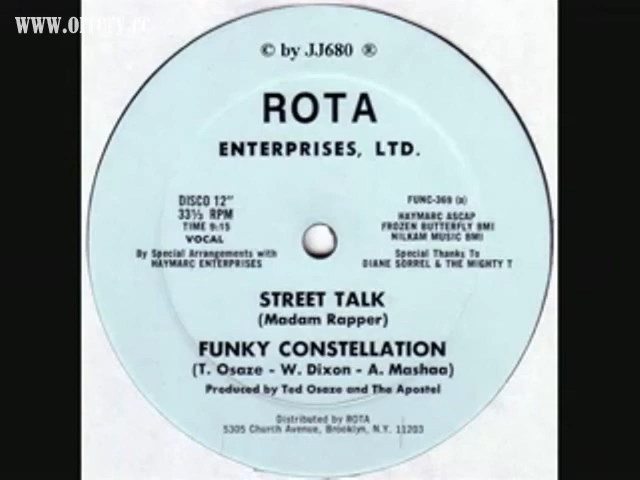 www.orrury.cc
© by JJ680 ®
ROTA
ENTERPRISES, LTD.
DISCO 12"
33⅓ RPM
TIME 9:15
VOCAL
By Special Arrangements with
HAYMARC ENTERPRISES
FUNC-369 (a)
HAYMARC ASCAP
FROZEN BUTTERFLY BMI
NILKAM MUSIC BMI
Special Thanks To
DIANE SORREL & THE MIGHTY T
STREET TALK
(Madam Rapper)
FUNKY CONSTELLATION
(T. Osaze - W. Dixon - A. Mashaa)
Produced by Ted Osaze and The Apostel
Distributed by ROTA
5305 Church Avenue, Brooklyn, N.Y. 11203